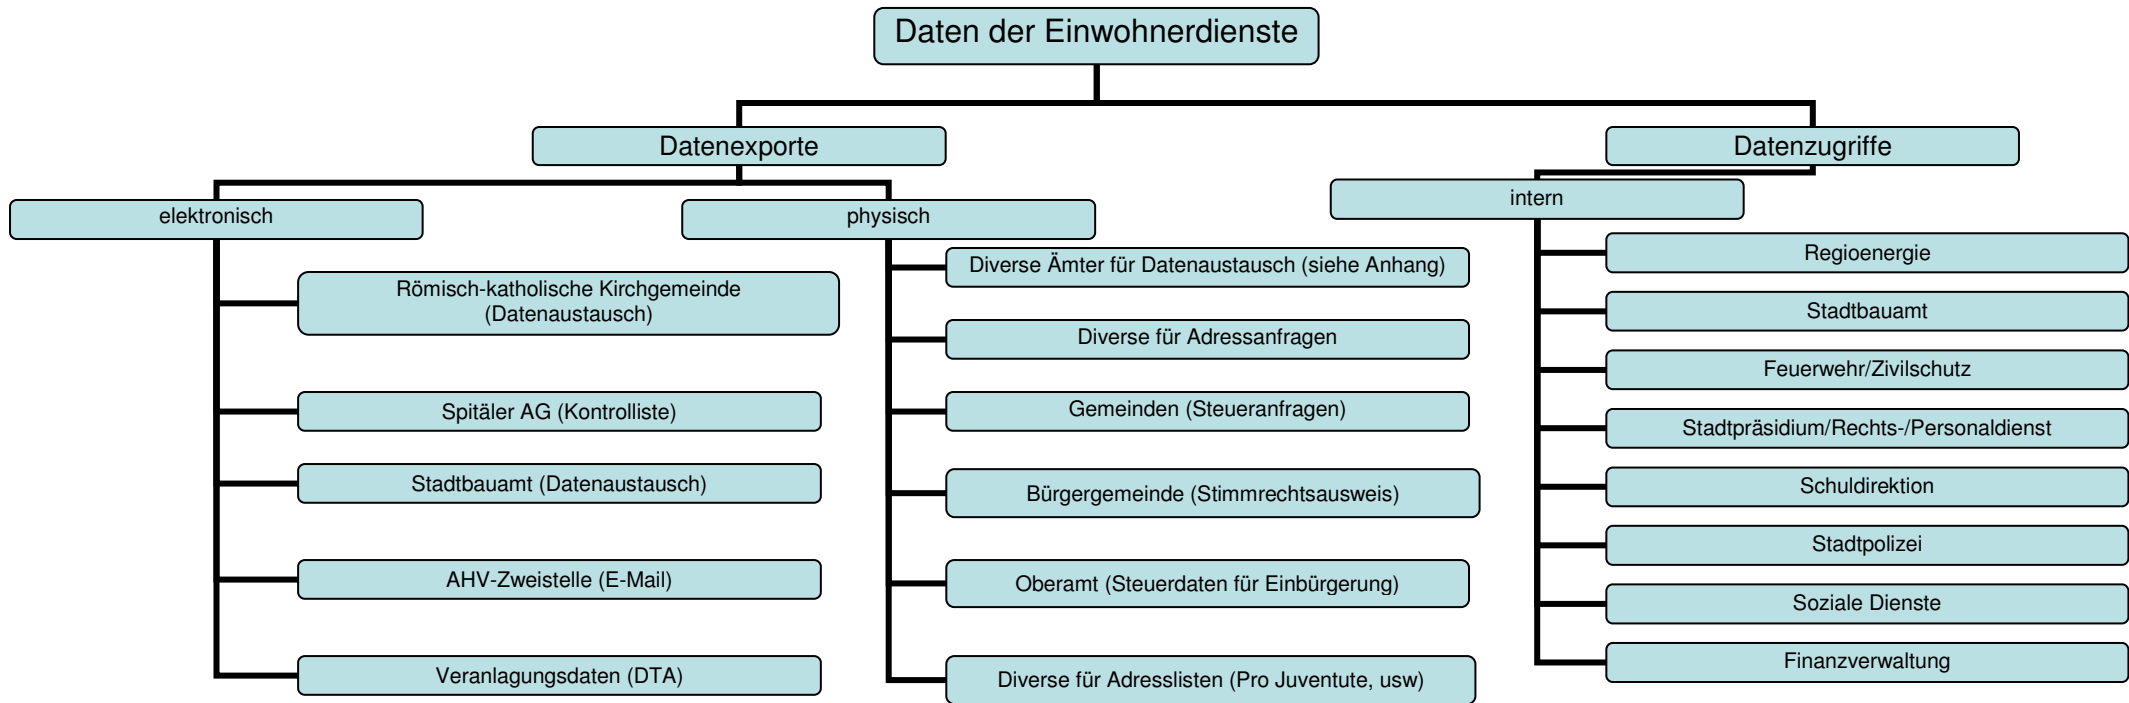 Daten der Einwohnerdienste
Datenexporte
Datenzugriffe
elektronisch
physisch
intern
Römisch-katholische Kirchgemeinde
(Datenaustausch)
Spitäler AG (Kontrolliste)
Stadtbauamt (Datenaustausch)
AHV-Zweistelle (E-Mail)
Veranlagungsdaten (DTA)
Diverse Ämter für Datenaustausch (siehe Anhang)
Diverse für Adressanfragen
Gemeinden (Steueranfragen)
Bürgergemeinde (Stimmrechtsausweis)
Oberamt (Steuerdaten für Einbürgerung)
Diverse für Adresslisten (Pro Juventute, usw)
Regioenergie
Stadtbauamt
Feuerwehr/Zivilschutz
Stadtpräsidium/Rechts-/Personaldienst
Schuldirektion
Stadtpolizei
Soziale Dienste
Finanzverwaltung